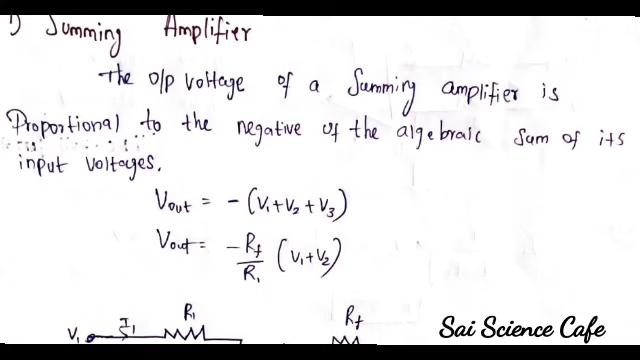 1) Summing Amplifier
The o/p voltage of a Summing amplifier is
Proportional to the negative of the algebraic Sum of its
input voltages.
Vout = - (V1+V2+V3)
Vout = -Rf/R1 (V1+V2)
V1 I1 R1 Rf
Sai Science Cafe